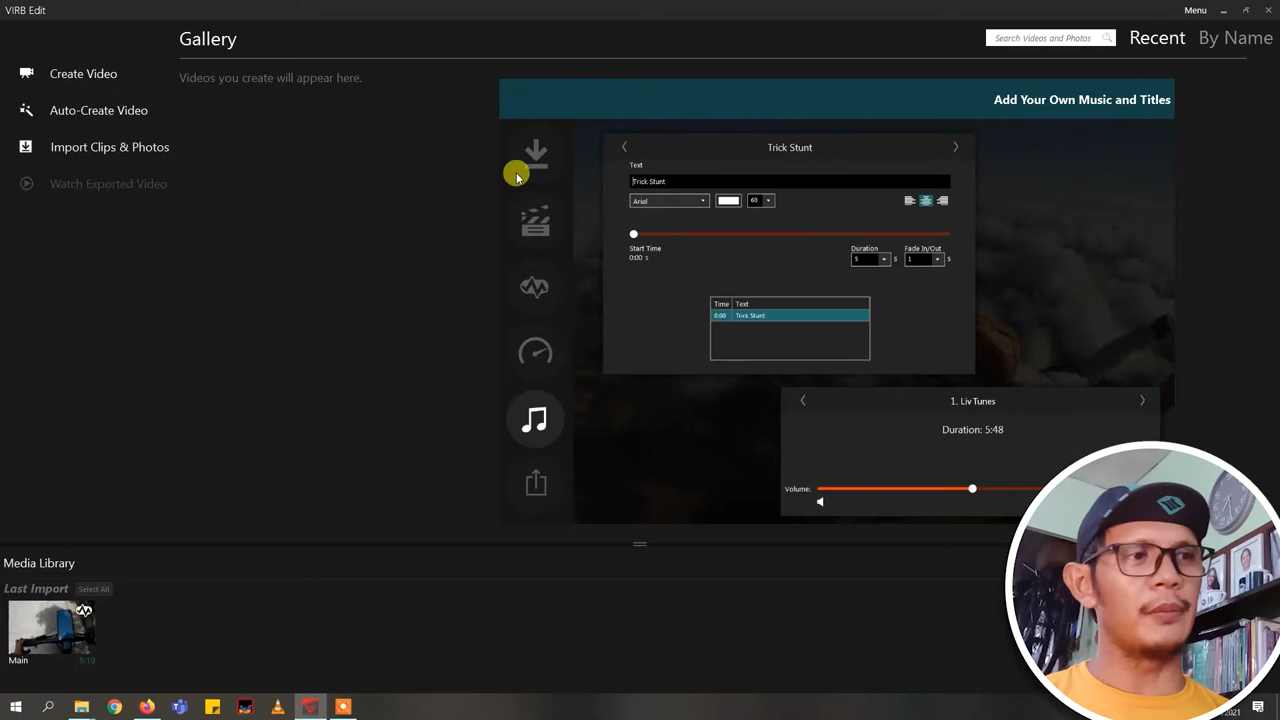 VIRB Edit
Menu
Gallery
Search Videos and Photos
Recent
By Name
Create Video
Auto-Create Video
Import Clips & Photos
Watch Exported Video
Videos you create will appear here.
Add Your Own Music and Titles
Trick Stunt
Text
Trick Stunt
Arial
60
Start Time
0:00 s
Duration
5
s
Fade In/Out
1
s
Time
Text
0:00
Trick Stunt
1. Liv Tunes
Duration: 5:48
Volume:
Media Library
Last Import
Select All
Main